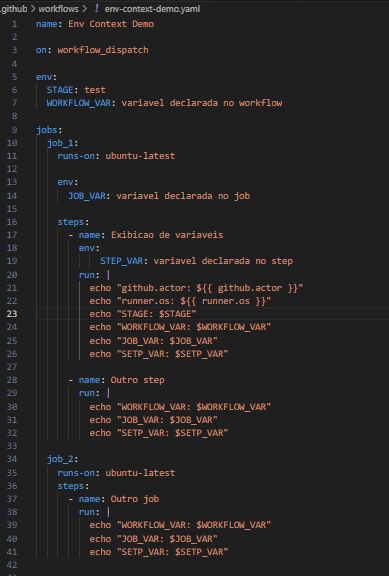 .github > workflows > ! env-context-demo.yaml
1 name: Env Context Demo
2
3 on: workflow_dispatch
4
5 env:
6 STAGE: test
7 WORKFLOW_VAR: variavel declarada no workflow
8
9 jobs:
10 job_1:
11 runs-on: ubuntu-latest
12
13 env:
14 JOB_VAR: variavel declarada no job
15
16 steps:
17 - name: Exibicao de variaveis
18 env:
19 STEP_VAR: variavel declarada no step
20 run: |
21 echo "github.actor: ${{ github.actor }}"
22 echo "runner.os: ${{ runner.os }}"
23 echo "STAGE: $STAGE"
24 echo "WORKFLOW_VAR: $WORKFLOW_VAR"
25 echo "JOB_VAR: $JOB_VAR"
26 echo "SETP_VAR: $SETP_VAR"
27
28 - name: Outro step
29 run: |
30 echo "WORKFLOW_VAR: $WORKFLOW_VAR"
31 echo "JOB_VAR: $JOB_VAR"
32 echo "SETP_VAR: $SETP_VAR"
33
34 job_2:
35 runs-on: ubuntu-latest
36 steps:
37 - name: Outro job
38 run: |
39 echo "WORKFLOW_VAR: $WORKFLOW_VAR"
40 echo "JOB_VAR: $JOB_VAR"
41 echo "SETP_VAR: $SETP_VAR"
42